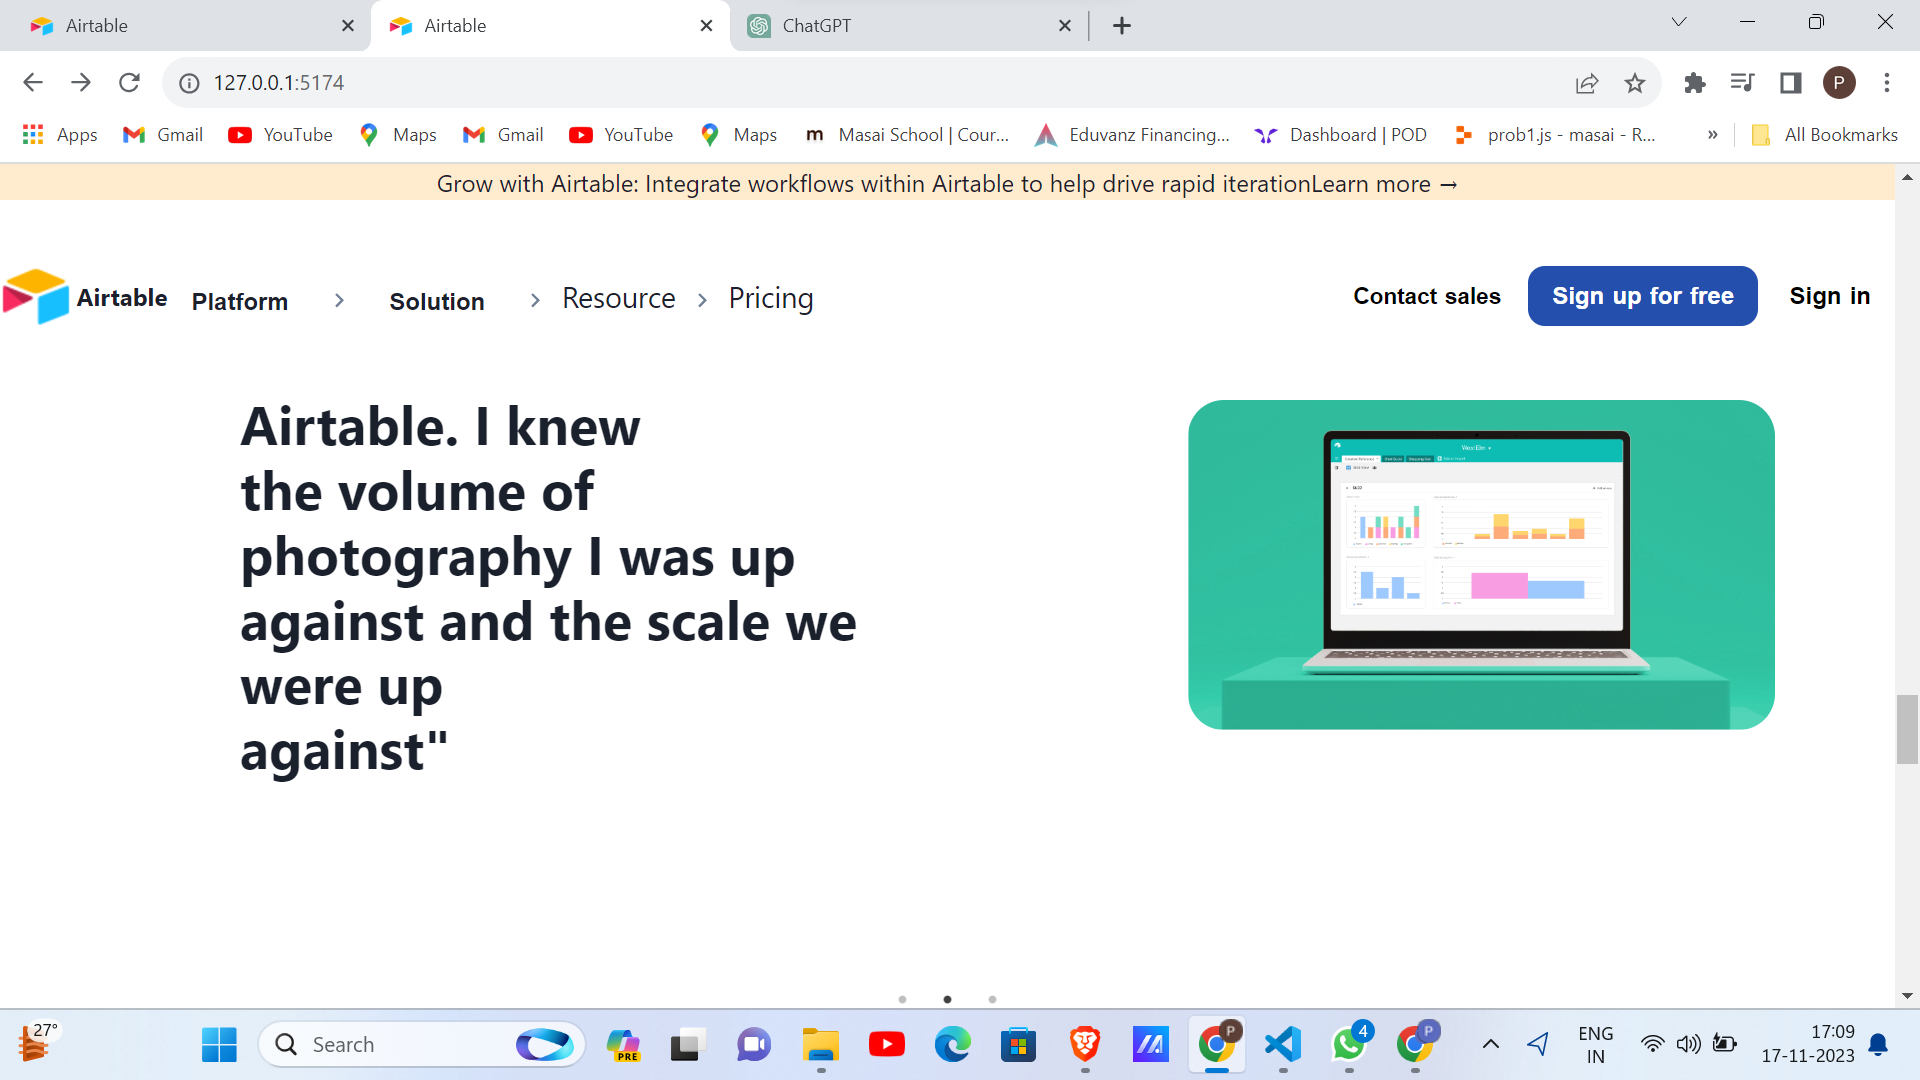 Airtable
Airtable
ChatGPT
127.0.0.1:5174
P
Apps
Gmail
YouTube
Maps
Gmail
YouTube
Maps
m
Masai School | Cour...
Eduvanz Financing...
Dashboard | POD
prob1.js - masai - R...
»
All Bookmarks
Grow with Airtable: Integrate workflows within Airtable to help drive rapid iterationLearn more →
Airtable
Platform
Solution
Resource
Pricing
Contact sales
Sign up for free
Sign in
Airtable. I knew
the volume of
photography I was up
against and the scale we
were up
against"
West Elm
27°
Search
PRE
P
4
P
ENG
IN
17:09
17-11-2023